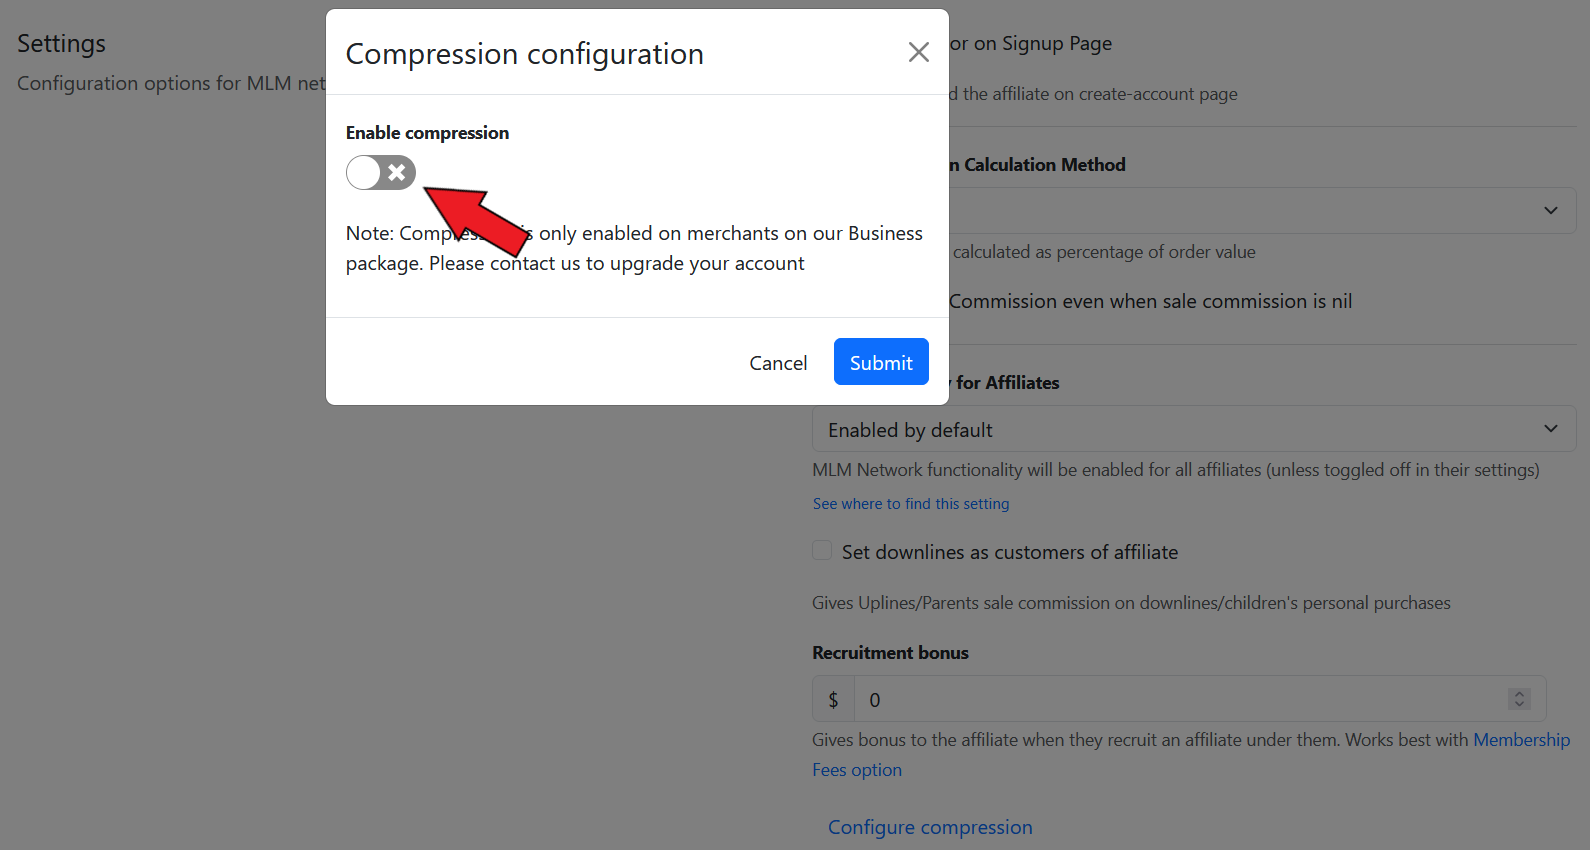 Settings
Configuration options for MLM net
Compression configuration
Enable compression
Note: Compres is only enabled on merchants on our Business
package. Please contact us to upgrade your account
Cancel
Submit
or on Signup Page
d the affiliate on create-account page
n Calculation Method
calculated as percentage of order value
Commission even when sale commission is nil
y for Affiliates
Enabled by default
MLM Network functionality will be enabled for all affiliates (unless toggled off in their settings)
See where to find this setting
Set downlines as customers of affiliate
Gives Uplines/Parents sale commission on downlines/children's personal purchases
Recruitment bonus
$ 0
Gives bonus to the affiliate when they recruit an affiliate under them. Works best with Membership
Fees option
Configure compression